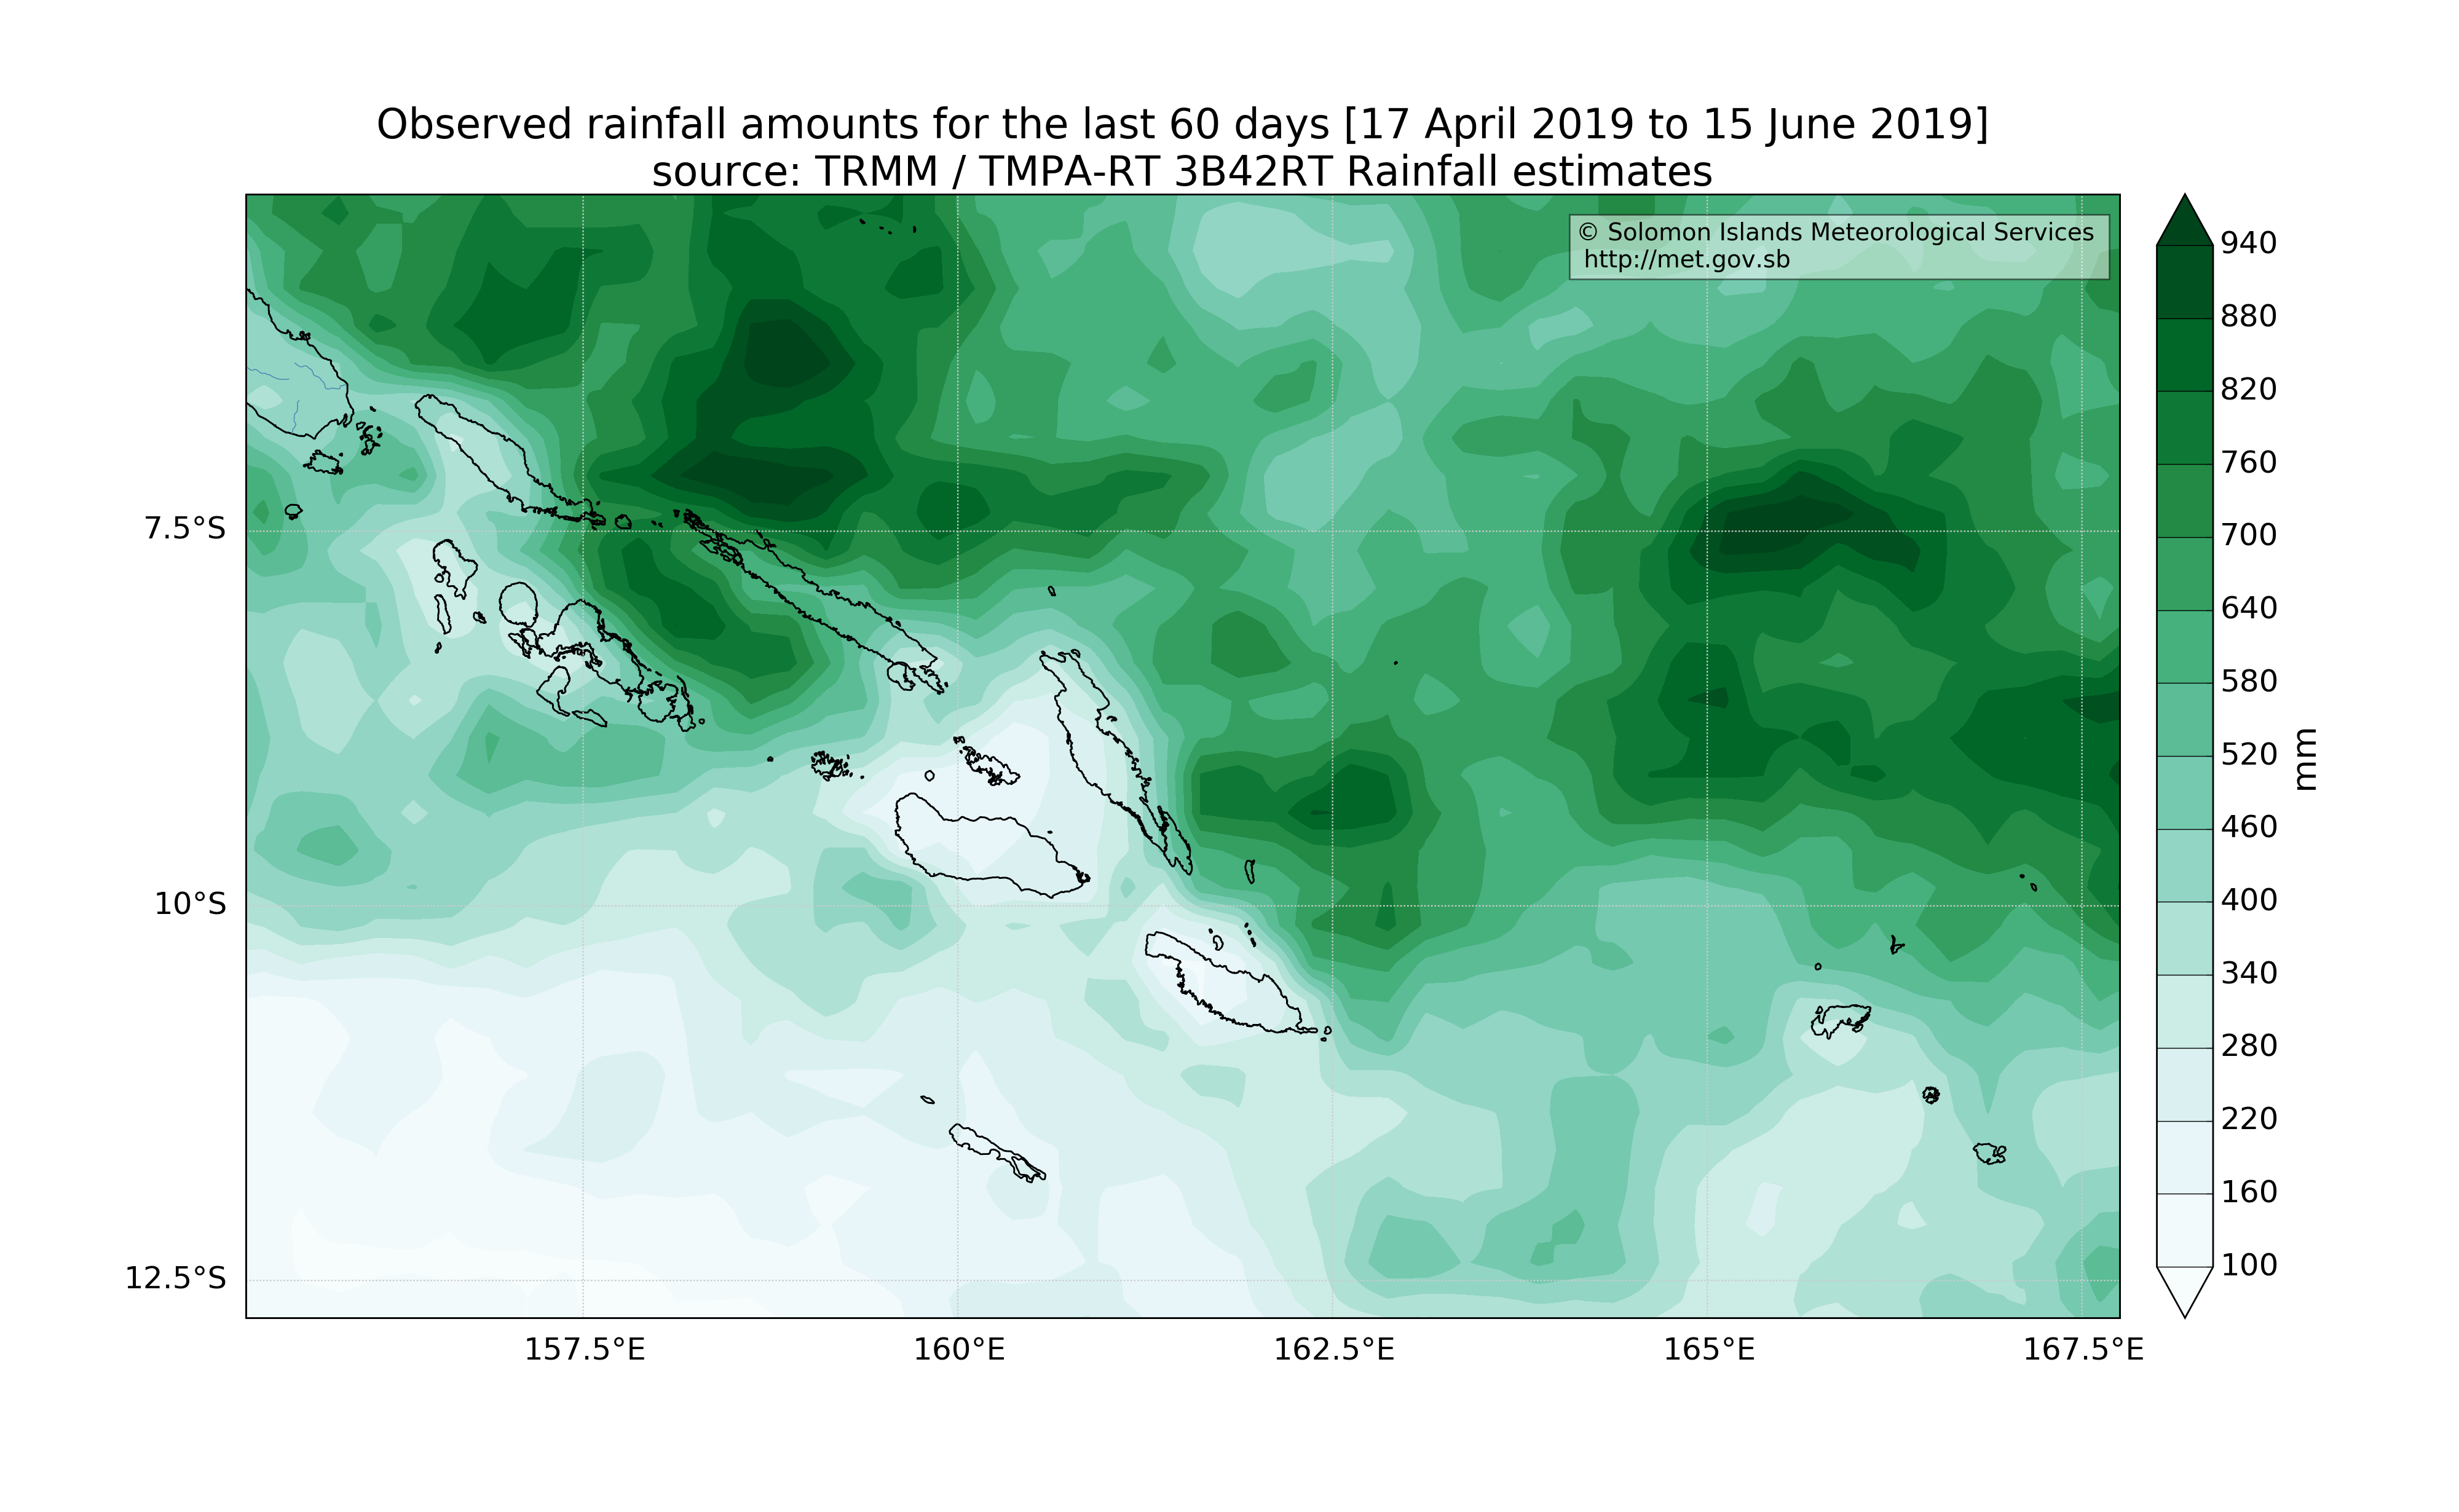 Observed rainfall amounts for the last 60 days [17 April 2019 to 15 June 2019]
source: TRMM / TMPA-RT 3B42RT Rainfall estimates
© Solomon Islands Meteorological Services
http://met.gov.sb
7.5°S
10°S
12.5°S
157.5°E
160°E
162.5°E
165°E
167.5°E
940
880
820
760
700
640
580
520
460
400
340
280
220
160
100
mm